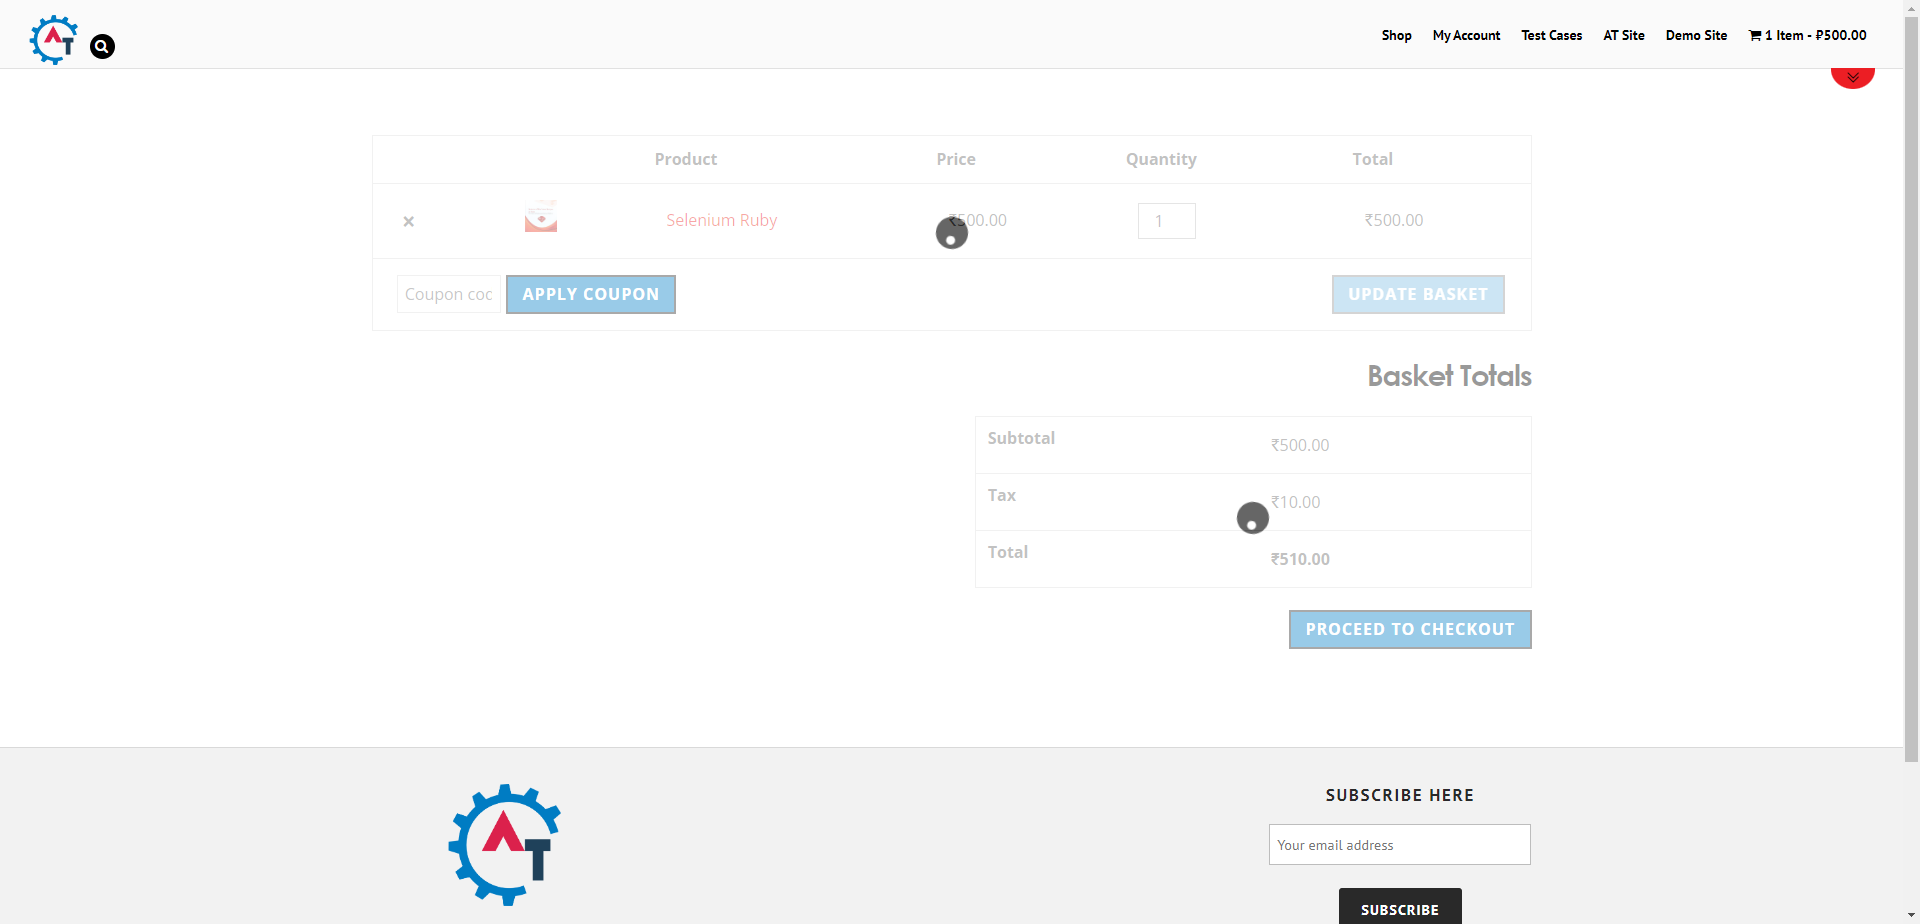 AT
Shop My Account Test Cases AT Site Demo Site 1 Item - ₽500.00
Product Price Quantity Total
× Selenium Ruby ₹500.00 1 ₹500.00
Coupon coc APPLY COUPON UPDATE BASKET
Basket Totals
Subtotal ₹500.00
Tax ₹10.00
Total ₹510.00
PROCEED TO CHECKOUT
AT
SUBSCRIBE HERE
Your email address
SUBSCRIBE